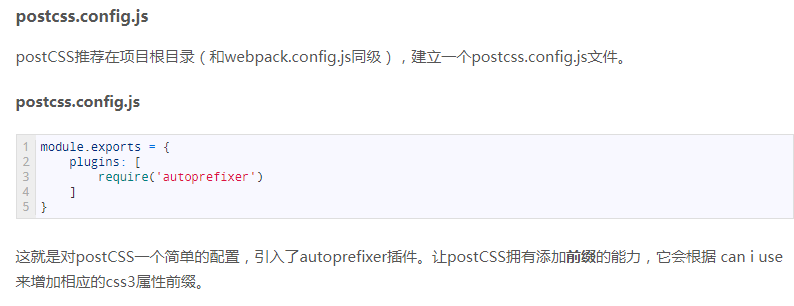 postcss.config.js
postCSS推荐在项目根目录（和webpack.config.js同级），建立一个postcss.config.js文件。
postcss.config.js
1 module.exports = {
2     plugins: [
3         require('autoprefixer')
4     ]
5 }
这就是对postCSS一个简单的配置，引入了autoprefixer插件。让postCSS拥有添加前缀的能力，它会根据 can i use
来增加相应的css3属性前缀。